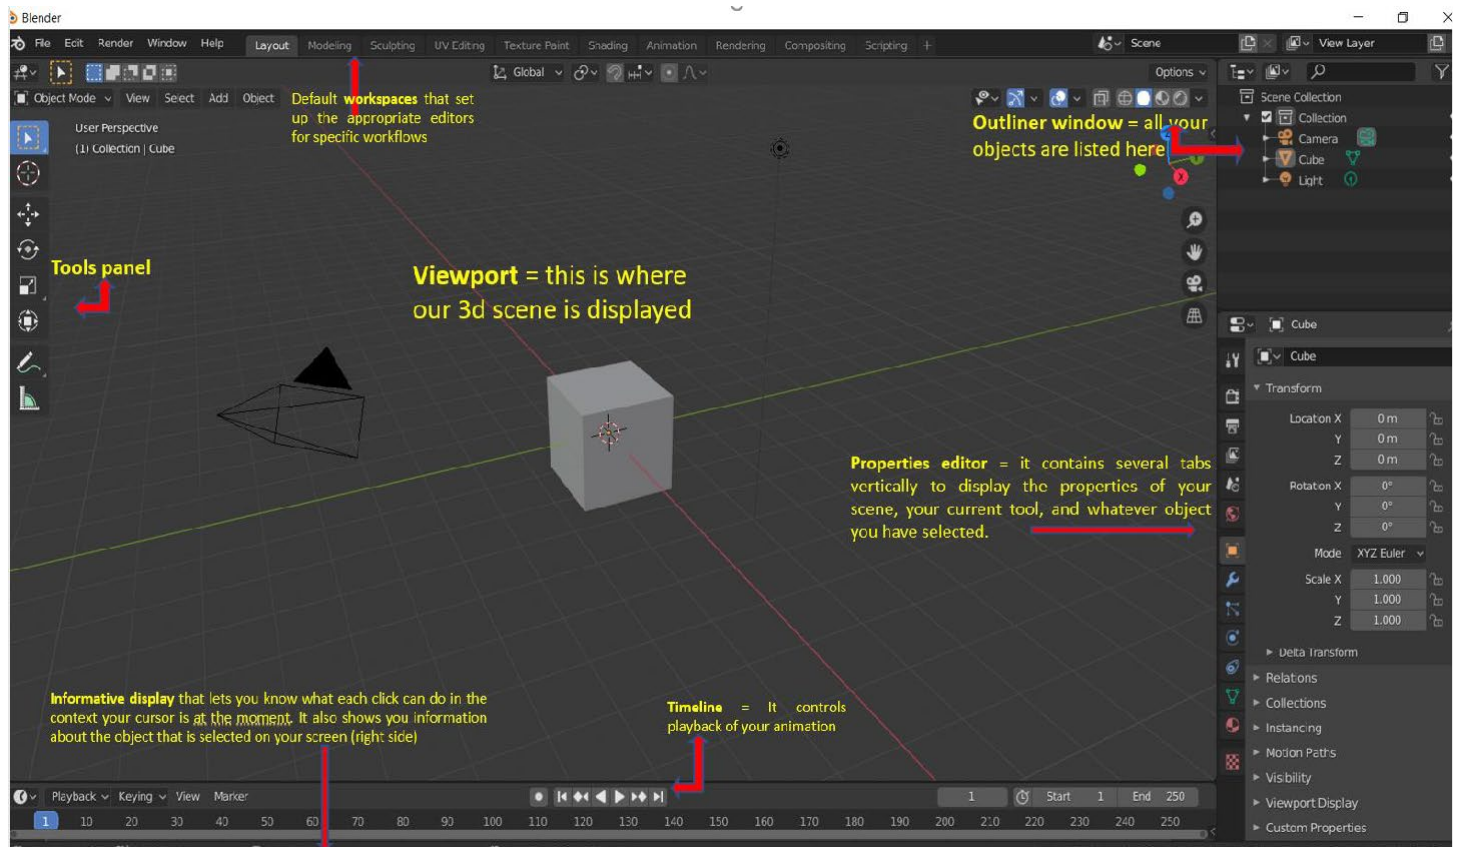 Blender
File Edit Render Window Help Layout Modeling Sculpting UV Editing Texture Paint Shading Animation Rendering Compositing Scripting + Scene View Layer
Global Options
Object Mode View Select Add Object
User Perspective
(1) Collection | Cube
Default workspaces that set
up the appropriate editors
for specific workflows
Outliner window = all your
objects are listed here
Scene Collection
Collection
Camera
Cube
Light
X
Tools panel
Viewport = this is where
our 3d scene is displayed
Cube
Cube
Transform
Location X 0 m
Y 0 m
Z 0 m
Rotation X 0°
Y 0°
Z 0°
Mode XYZ Euler
Scale X 1.000
Y 1.000
Z 1.000
Delta Transform
Relations
Collections
Instancing
Motion Paths
Visibility
Viewport Display
Custom Properties
Properties editor = it contains several tabs
vertically to display the properties of your
scene, your current tool, and whatever object
you have selected.
Informative display that lets you know what each click can do in the
context your cursor is at the moment. It also shows you information
about the object that is selected on your screen (right side)
Timeline = It controls
playback of your animation
Playback Keying View Marker 1 Start 1 End 250
1 10 20 30 40 50 60 70 80 90 100 110 120 130 140 150 160 170 180 190 200 210 220 230 240 250